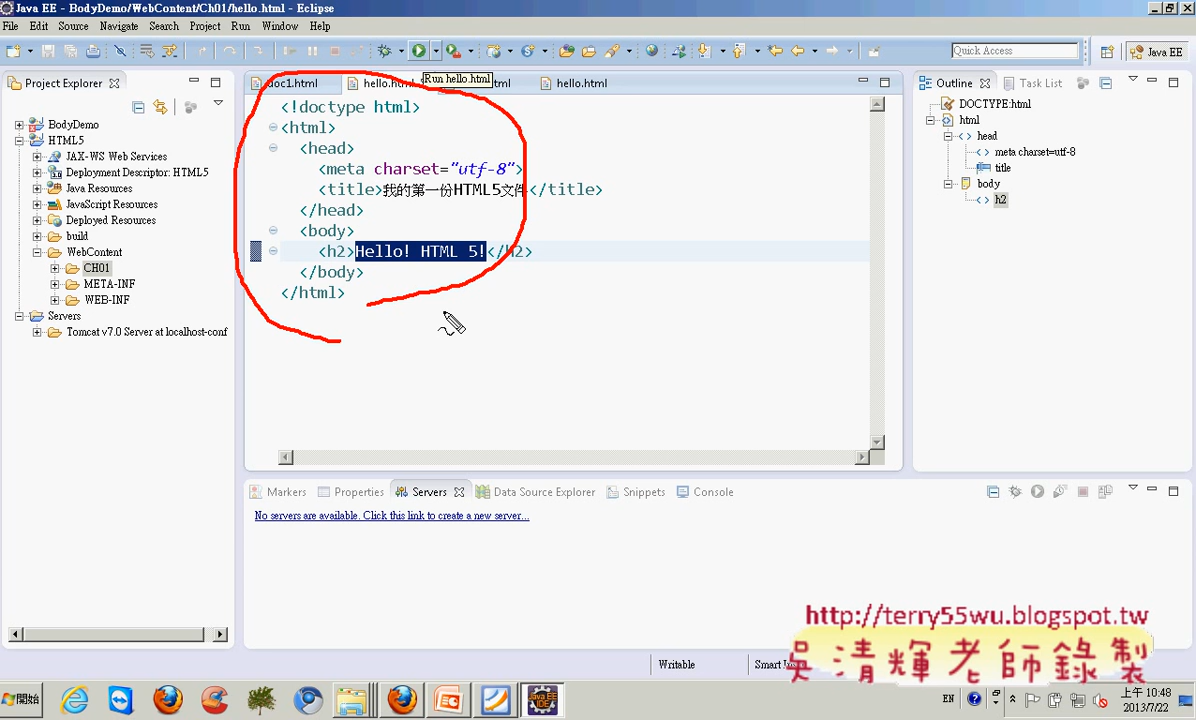 Java EE - BodyDemo/WebContent/Ch01/hello.html - Eclipse
File Edit Source Navigate Search Project Run Window Help
Quick Access
Java EE
Project Explorer
BodyDemo
HTML5
JAX-WS Web Services
Deployment Descriptor: HTML5
Java Resources
JavaScript Resources
Deployed Resources
build
WebContent
CH01
META-INF
WEB-INF
Servers
Tomcat v7.0 Server at localhost-conf
doc1.html
hello.html
Run hello.html
hello.html
<!doctype html>
<html>
<head>
<meta charset="utf-8">
<title>我的第一份HTML5文件</title>
</head>
<body>
<h2>Hello! HTML 5!</h2>
</body>
</html>
Outline Task List
DOCTYPE:html
html
head
meta charset=utf-8
title
body
h2
Markers Properties Servers Data Source Explorer Snippets Console
No servers are available. Click this link to create a new server...
Writable
Smart
http://terry55wu.blogspot.tw
吳清輝老師錄製
開始
EN
上午 10:48
2013/7/22